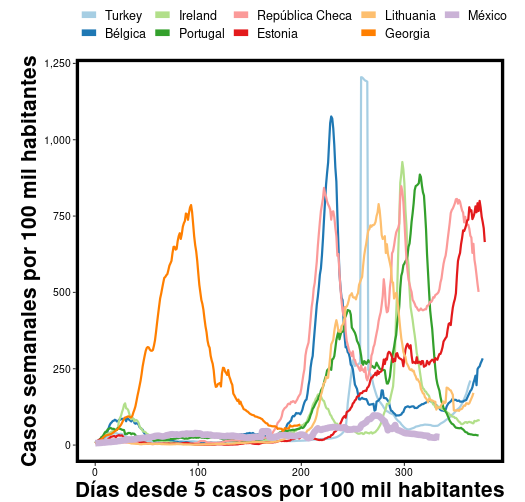 Turkey Ireland República Checa Lithuania México
Bélgica Portugal Estonia Georgia
1,250
1,000
750
500
250
0
0 100 200 300
Casos semanales por 100 mil habitantes
Días desde 5 casos por 100 mil habitantes